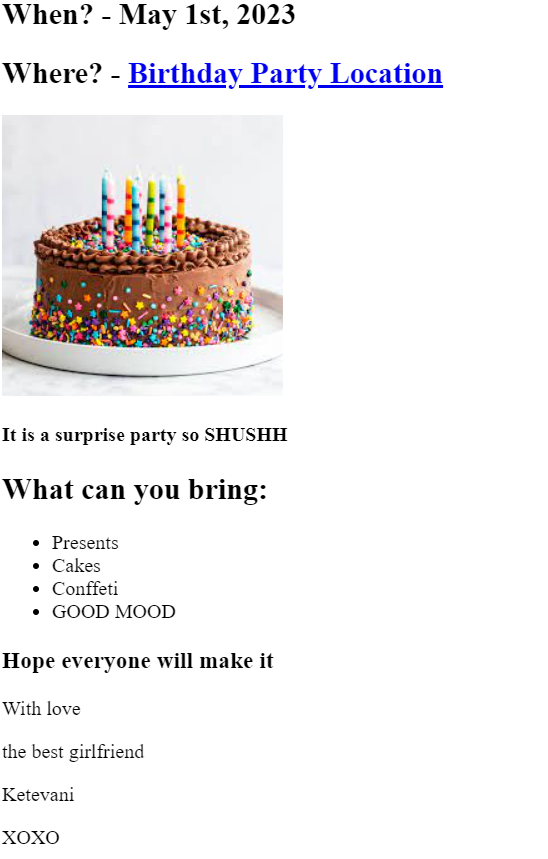 When? - May 1st, 2023
Where? - Birthday Party Location
It is a surprise party so SHUSHH
What can you bring:
Presents
Cakes
Conffeti
GOOD MOOD
Hope everyone will make it
With love
the best girlfriend
Ketevani
XOXO